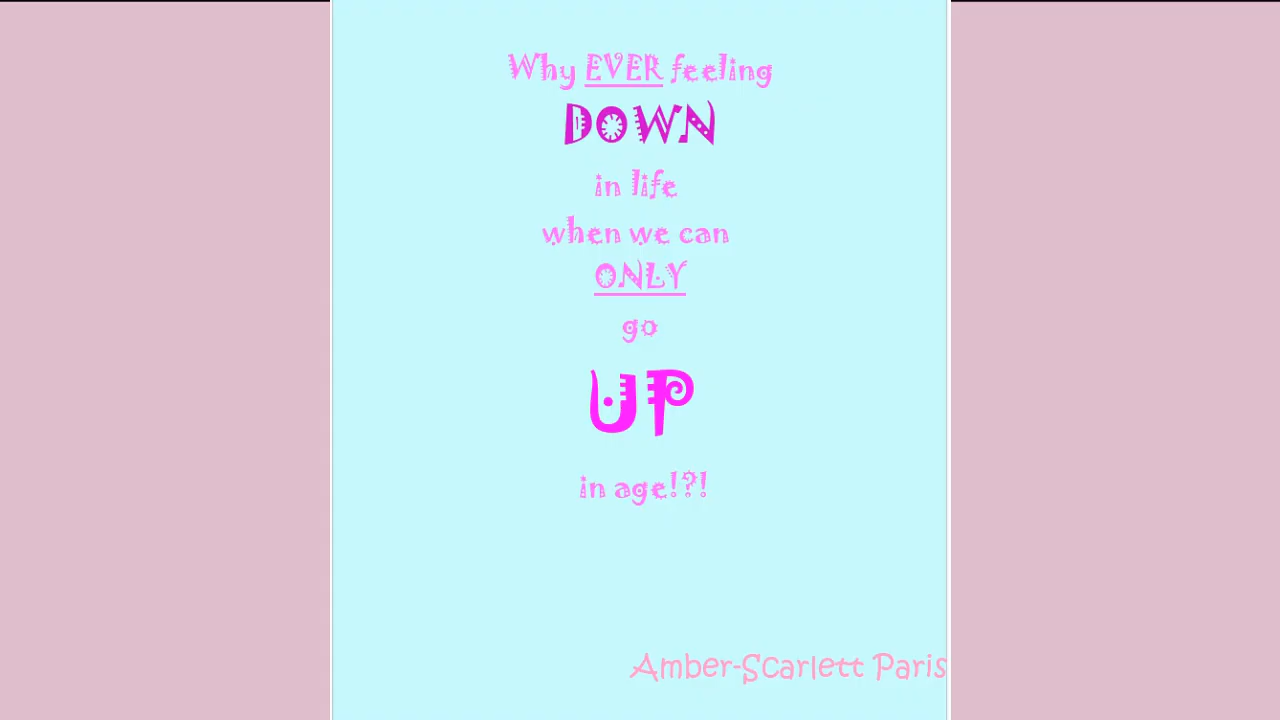 Why EVER feeling
DOWN
in life
when we can
ONLY
go
UP
in age!?!
Amber-Scarlett Paris